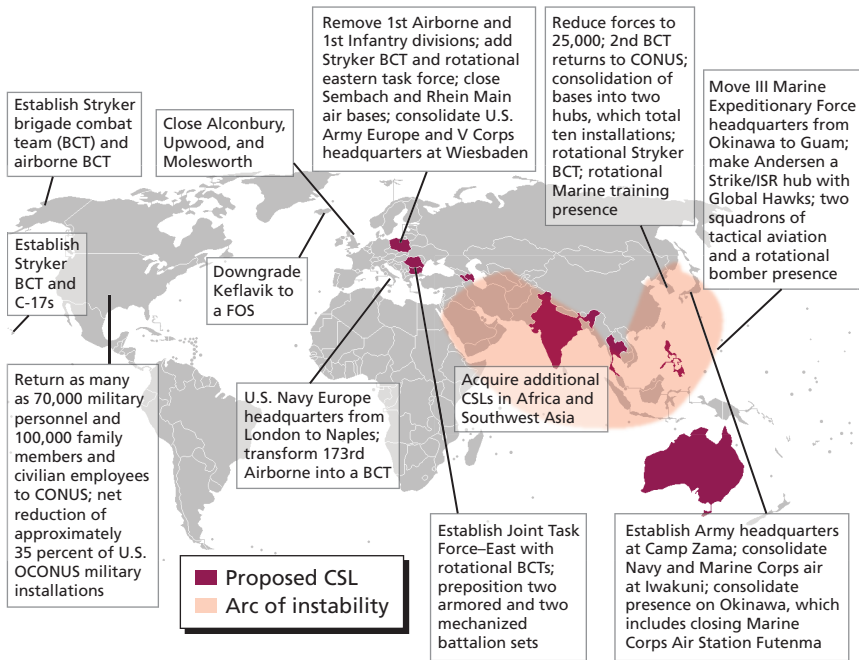 Remove 1st Airborne and
1st Infantry divisions; add
Stryker BCT and rotational
eastern task force; close
Sembach and Rhein Main
air bases; consolidate U.S.
Army Europe and V Corps
headquarters at Wiesbaden
Reduce forces to
25,000; 2nd BCT
returns to CONUS;
consolidation of
bases into two
hubs, which total
ten installations;
rotational Stryker
BCT; rotational
Marine training
presence
Move III Marine
Expeditionary Force
headquarters from
Okinawa to Guam;
make Andersen a
Strike/ISR hub with
Global Hawks; two
squadrons of
tactical aviation
and a rotational
bomber presence
Establish Stryker
brigade combat
team (BCT) and
airborne BCT
Close Alconbury,
Upwood, and
Molesworth
Establish
Stryker
BCT and
C-17s
Downgrade
Keflavik to
a FOS
Return as many
as 70,000 military
personnel and
100,000 family
members and
civilian employees
to CONUS; net
reduction of
approximately
35 percent of U.S.
OCONUS military
installations
U.S. Navy Europe
headquarters from
London to Naples;
transform 173rd
Airborne into a BCT
Acquire additional
CSLs in Africa and
Southwest Asia
Establish Joint Task
Force–East with
rotational BCTs;
preposition two
armored and two
mechanized
battalion sets
Establish Army headquarters
at Camp Zama; consolidate
Navy and Marine Corps air
at Iwakuni; consolidate
presence on Okinawa, which
includes closing Marine
Corps Air Station Futenma
Proposed CSL
Arc of instability